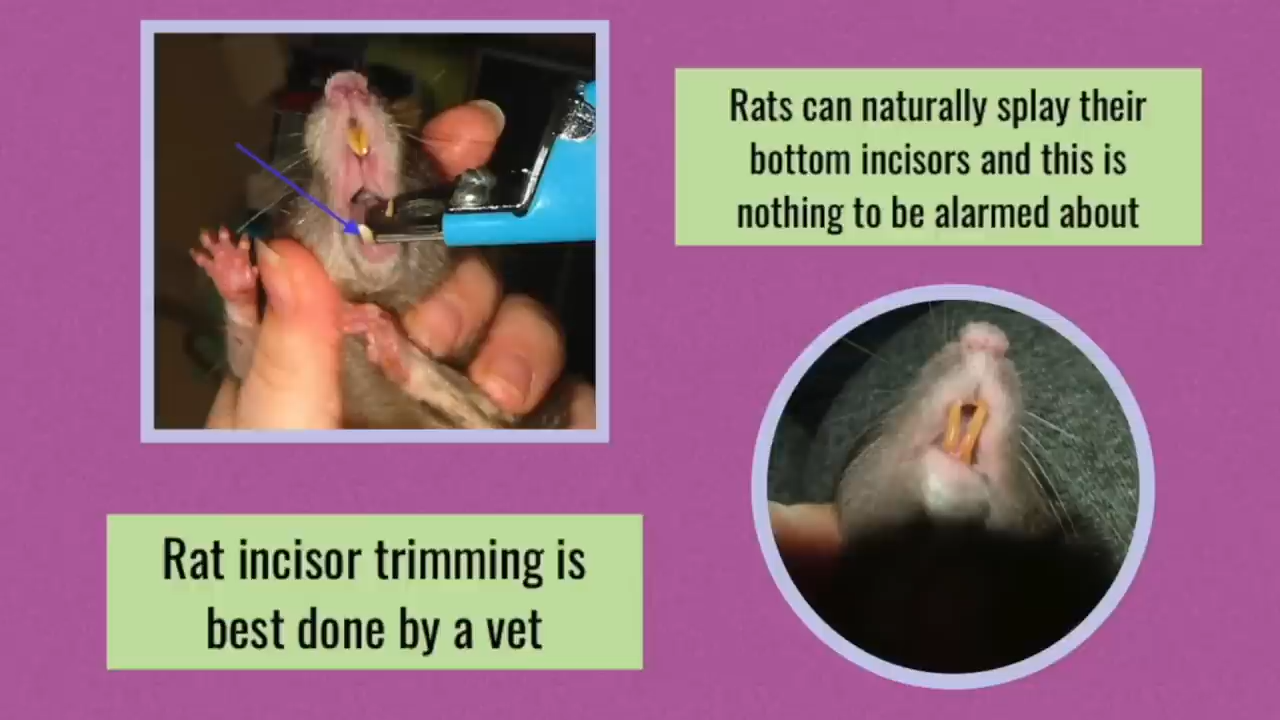 Rats can naturally splay their
bottom incisors and this is
nothing to be alarmed about
Rat incisor trimming is
best done by a vet